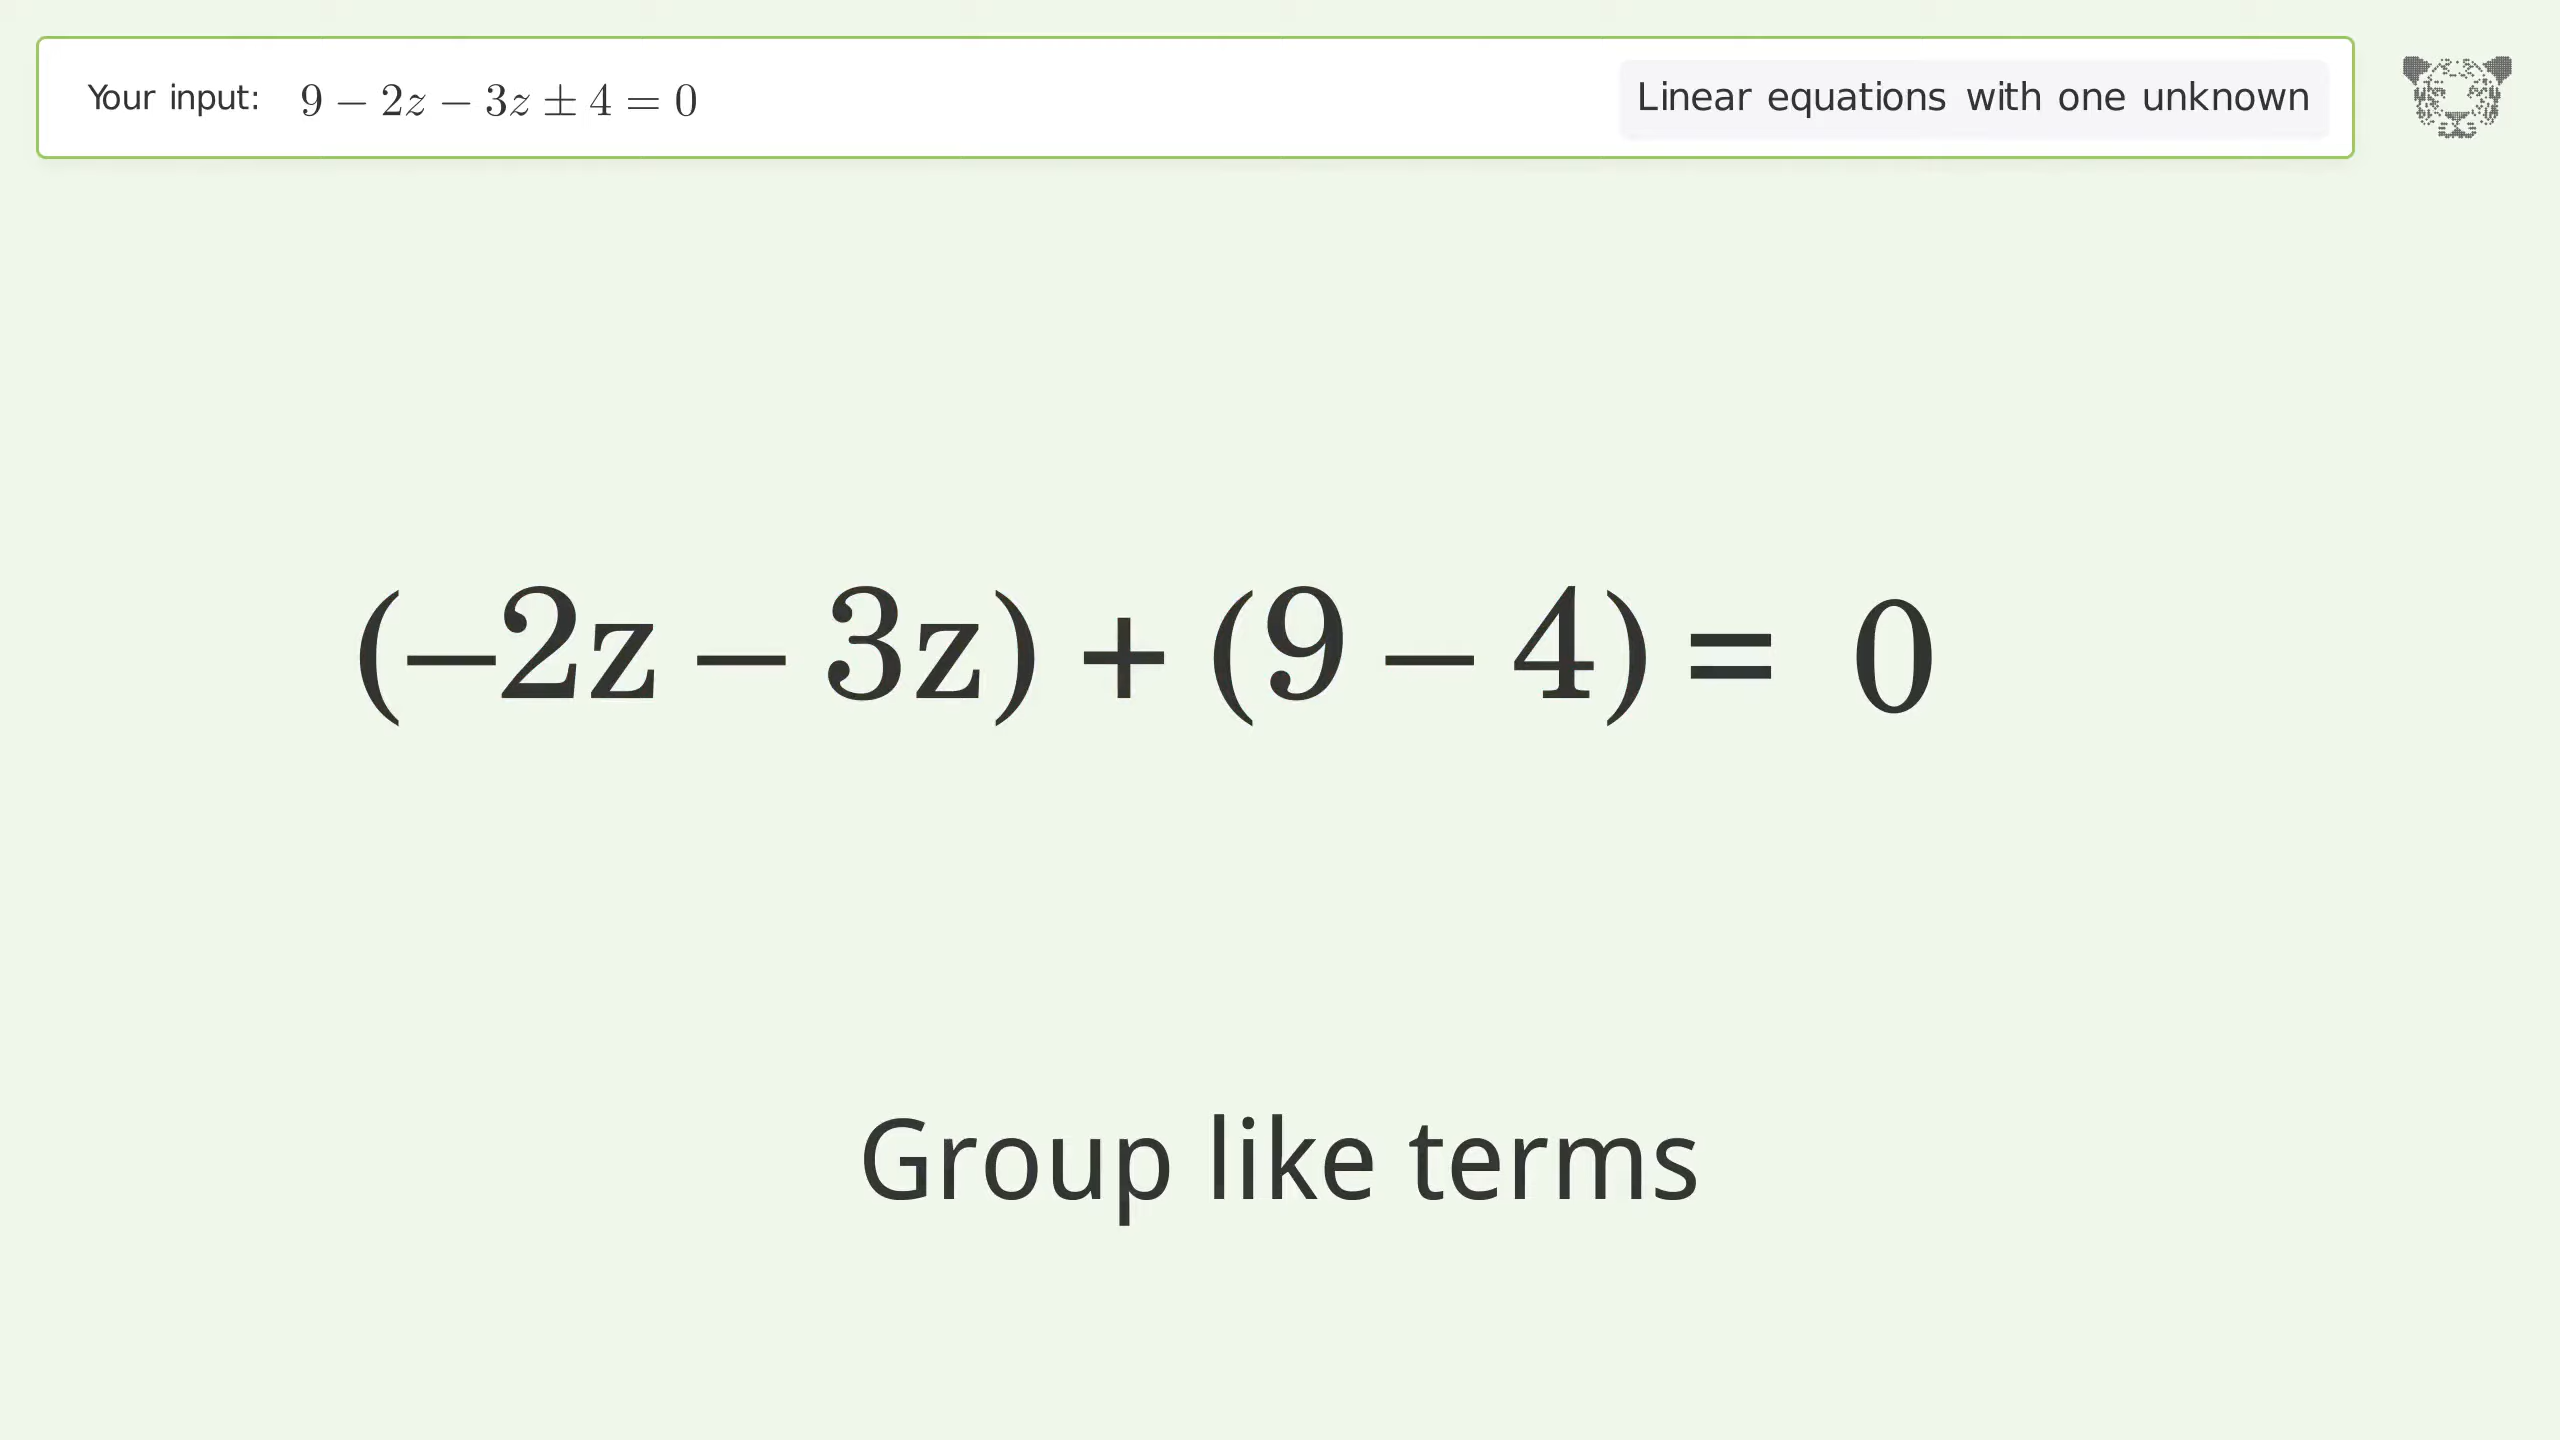 Your input: 9 − 2z − 3z ± 4 = 0
Linear equations with one unknown
(−2z − 3z) + (9 − 4) = 0
Group like terms